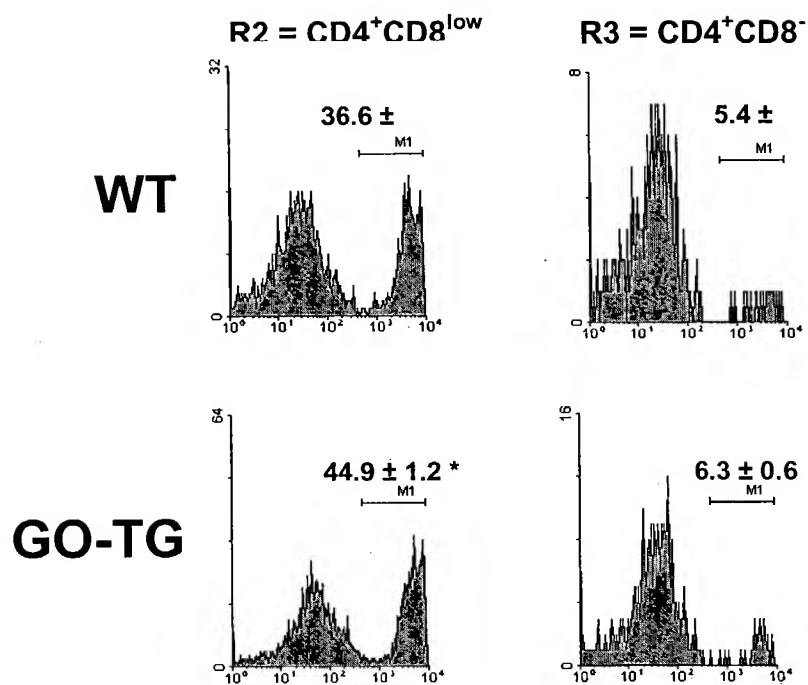 R2 = CD4⁺CD8ˡᵒʷ R3 = CD4⁺CD8⁻
32 8
36.6 ± 5.4 ±
M1 M1
WT
0 0
10⁰ 10¹ 10² 10³ 10⁴ 10⁰ 10¹ 10² 10³ 10⁴
64 16
44.9 ± 1.2 * 6.3 ± 0.6
M1 M1
GO-TG
0 0
10⁰ 10¹ 10² 10³ 10⁴ 10⁰ 10¹ 10² 10³ 10⁴